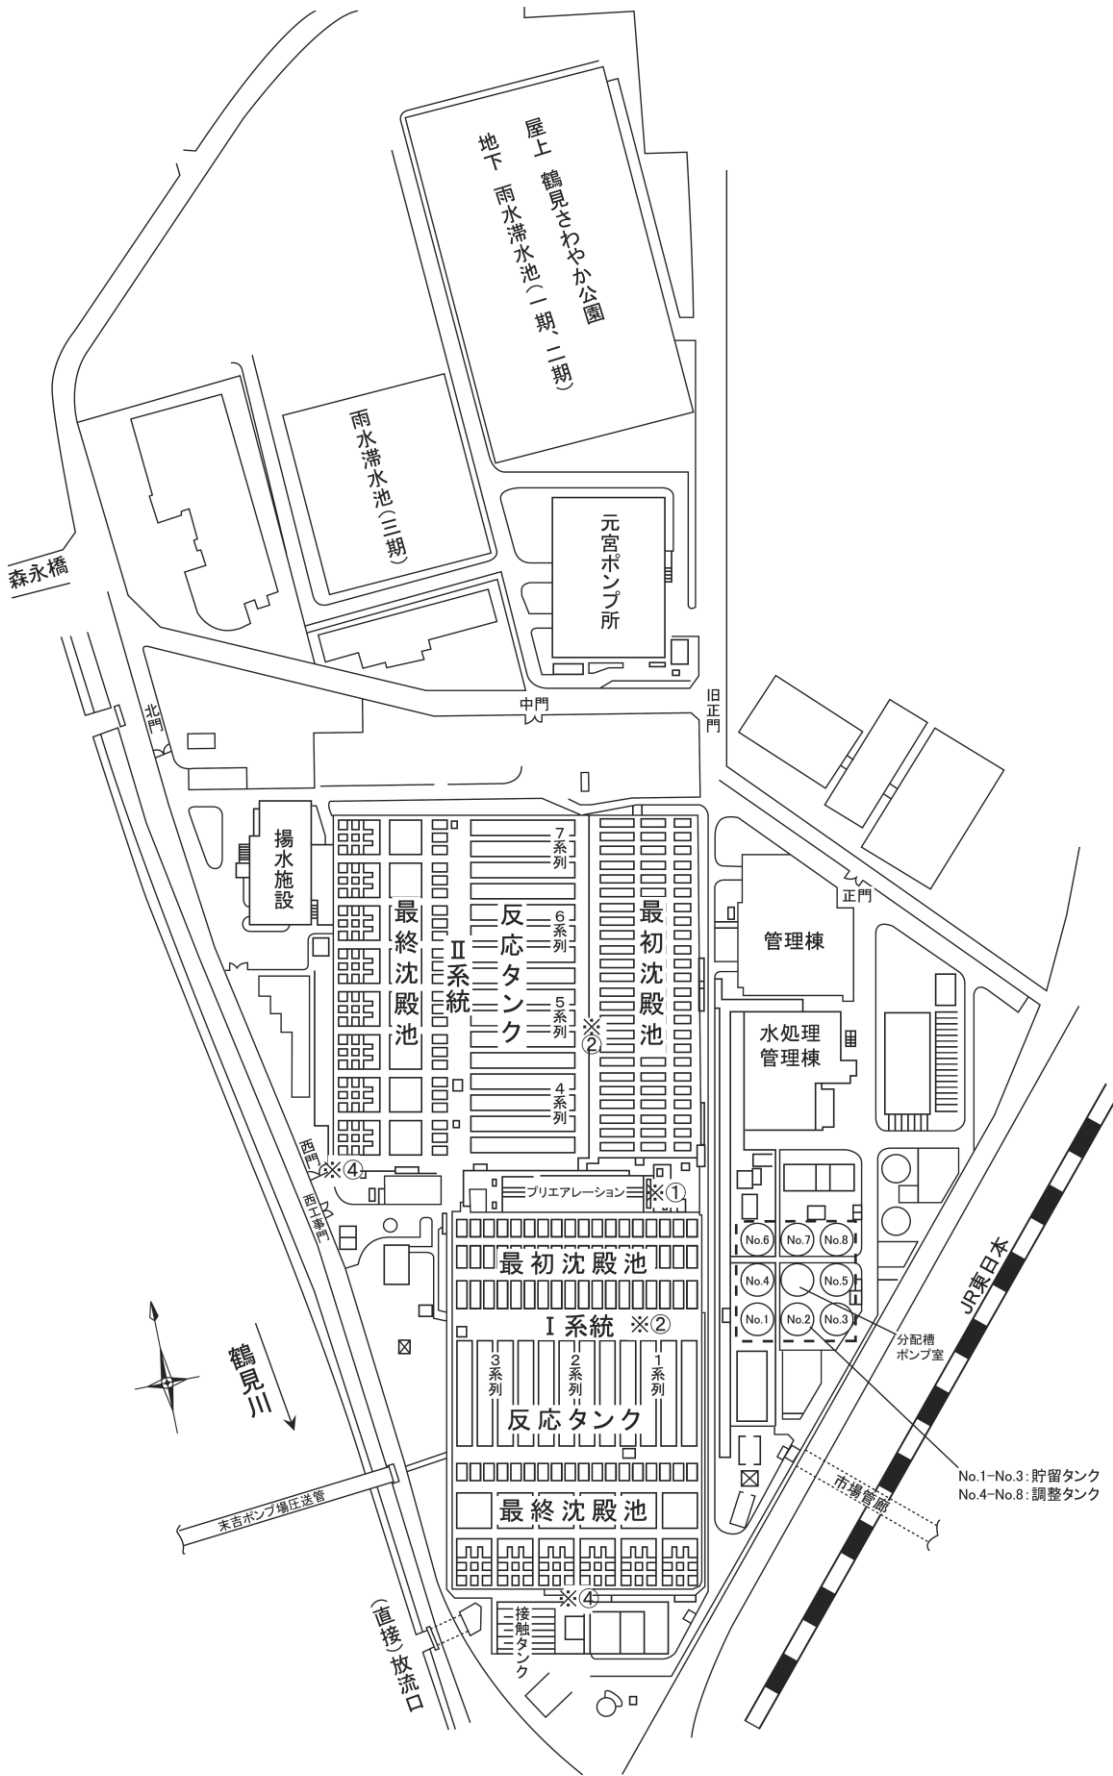 屋上 鶴見さわやか公園
地下 雨水滞水池(一期、二期)
雨水滞水池(三期)
元宮ポンプ所
森永橋
北門
中門
旧正門
正門
揚水施設
最終沈殿池
Ⅱ系統
反応タンク
7系列
6系列
5系列
4系列
※②
最初沈殿池
管理棟
水処理
管理棟
西門
※④
西工事門
プリエアレーション
※①
最初沈殿池
Ⅰ系統 ※②
3系列
2系列
1系列
反応タンク
最終沈殿池
※④
接触タンク
No.6
No.7
No.8
No.4
No.5
No.1
No.2
No.3
分配槽
ポンプ室
JR東日本
No.1-No.3:貯留タンク
No.4-No.8:調整タンク
市場管廊
鶴見川
末吉ポンプ場圧送管
(直接)放流口